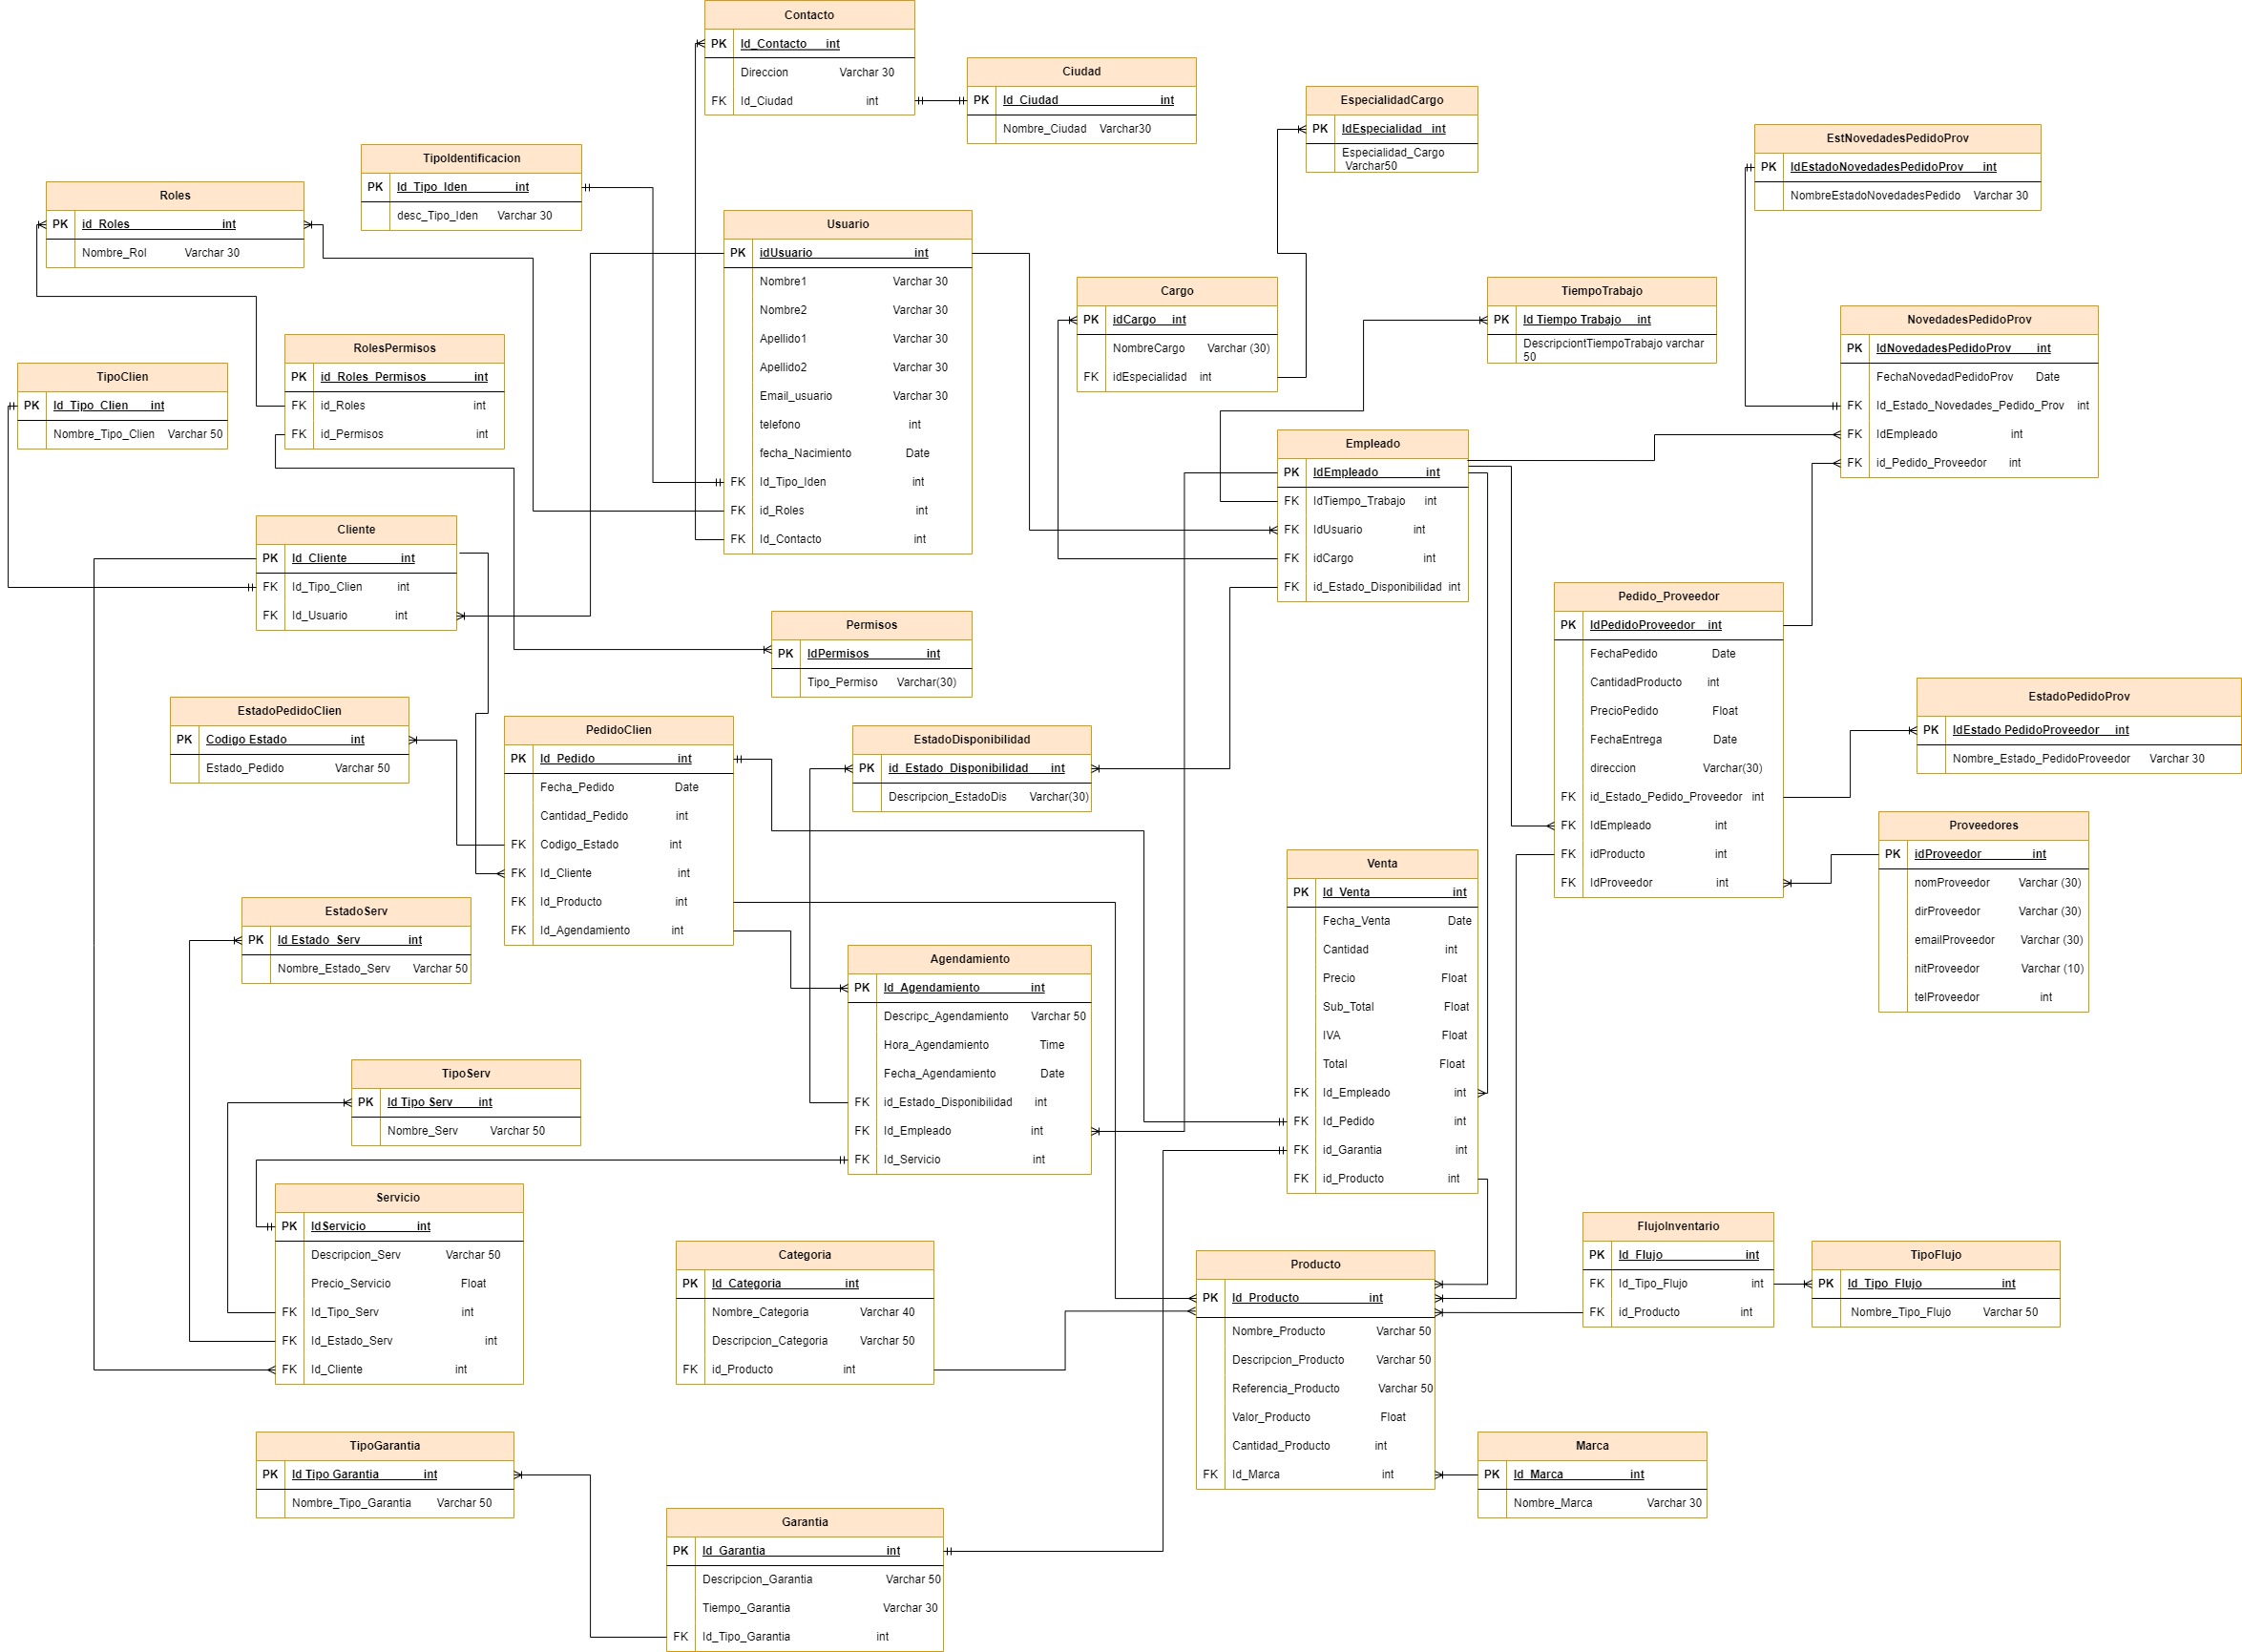 Contacto
PK Id_Contacto int
Direccion Varchar 30
FK Id_Ciudad int
Ciudad
PK Id_Ciudad int
Nombre_Ciudad Varchar30
EspecialidadCargo
PK IdEspecialidad int
Especialidad_Cargo
Varchar50
EstNovedadesPedidoProv
PK IdEstadoNovedadesPedidoProv int
NombreEstadoNovedadesPedido Varchar 30
TipoIdentificacion
PK Id_Tipo_Iden int
desc_Tipo_Iden Varchar 30
Roles
PK id_Roles int
Nombre_Rol Varchar 30
Usuario
PK idUsuario int
Nombre1 Varchar 30
Nombre2 Varchar 30
Apellido1 Varchar 30
Apellido2 Varchar 30
Email_usuario Varchar 30
telefono int
fecha_Nacimiento Date
FK Id_Tipo_Iden int
FK id_Roles int
FK Id_Contacto int
Cargo
PK idCargo int
NombreCargo Varchar (30)
FK idEspecialidad int
TiempoTrabajo
PK Id Tiempo Trabajo int
DescripciontTiempoTrabajo varchar
50
NovedadesPedidoProv
PK IdNovedadesPedidoProv int
FechaNovedadPedidoProv Date
FK Id_Estado_Novedades_Pedido_Prov int
FK IdEmpleado int
FK id_Pedido_Proveedor int
RolesPermisos
PK id_Roles_Permisos int
FK id_Roles int
FK id_Permisos int
TipoClien
PK Id_Tipo_Clien int
Nombre_Tipo_Clien Varchar 50
Empleado
PK IdEmpleado int
FK IdTiempo_Trabajo int
FK IdUsuario int
FK idCargo int
FK id_Estado_Disponibilidad int
Cliente
PK Id_Cliente int
FK Id_Tipo_Clien int
FK Id_Usuario int
Pedido_Proveedor
PK IdPedidoProveedor int
FechaPedido Date
CantidadProducto int
PrecioPedido Float
FechaEntrega Date
direccion Varchar(30)
FK id_Estado_Pedido_Proveedor int
FK IdEmpleado int
FK idProducto int
FK IdProveedor int
Permisos
PK IdPermisos int
Tipo_Permiso Varchar(30)
EstadoPedidoProv
PK IdEstado PedidoProveedor int
Nombre_Estado_PedidoProveedor Varchar 30
EstadoPedidoClien
PK Codigo Estado int
Estado_Pedido Varchar 50
PedidoClien
PK Id_Pedido int
Fecha_Pedido Date
Cantidad_Pedido int
FK Codigo_Estado int
FK Id_Cliente int
FK Id_Producto int
FK Id_Agendamiento int
EstadoDisponibilidad
PK id_Estado_Disponibilidad int
Descripcion_EstadoDis Varchar(30)
Proveedores
PK idProveedor int
nomProveedor Varchar (30)
dirProveedor Varchar (30)
emailProveedor Varchar (30)
nitProveedor Varchar (10)
telProveedor int
Venta
PK Id_Venta int
Fecha_Venta Date
Cantidad int
Precio Float
Sub_Total Float
IVA Float
Total Float
FK Id_Empleado int
FK Id_Pedido int
FK id_Garantia int
FK id_Producto int
EstadoServ
PK Id Estado_Serv int
Nombre_Estado_Serv Varchar 50
Agendamiento
PK Id_Agendamiento int
Descripc_Agendamiento Varchar 50
Hora_Agendamiento Time
Fecha_Agendamiento Date
FK id_Estado_Disponibilidad int
FK Id_Empleado int
FK Id_Servicio int
TipoServ
PK Id Tipo Serv int
Nombre_Serv Varchar 50
Servicio
PK IdServicio int
Descripcion_Serv Varchar 50
Precio_Servicio Float
FK Id_Tipo_Serv int
FK Id_Estado_Serv int
FK Id_Cliente int
Categoria
PK Id_Categoria int
Nombre_Categoria Varchar 40
Descripcion_Categoria Varchar 50
FK id_Producto int
Producto
PK Id_Producto int
Nombre_Producto Varchar 50
Descripcion_Producto Varchar 50
Referencia_Producto Varchar 50
Valor_Producto Float
Cantidad_Producto int
FK Id_Marca int
FlujoInventario
PK Id_Flujo int
FK Id_Tipo_Flujo int
FK id_Producto int
TipoFlujo
PK Id_Tipo_Flujo int
Nombre_Tipo_Flujo Varchar 50
TipoGarantia
PK Id Tipo Garantia int
Nombre_Tipo_Garantia Varchar 50
Marca
PK Id_Marca int
Nombre_Marca Varchar 30
Garantia
PK Id_Garantia int
Descripcion_Garantia Varchar 50
Tiempo_Garantia Varchar 30
FK Id_Tipo_Garantia int